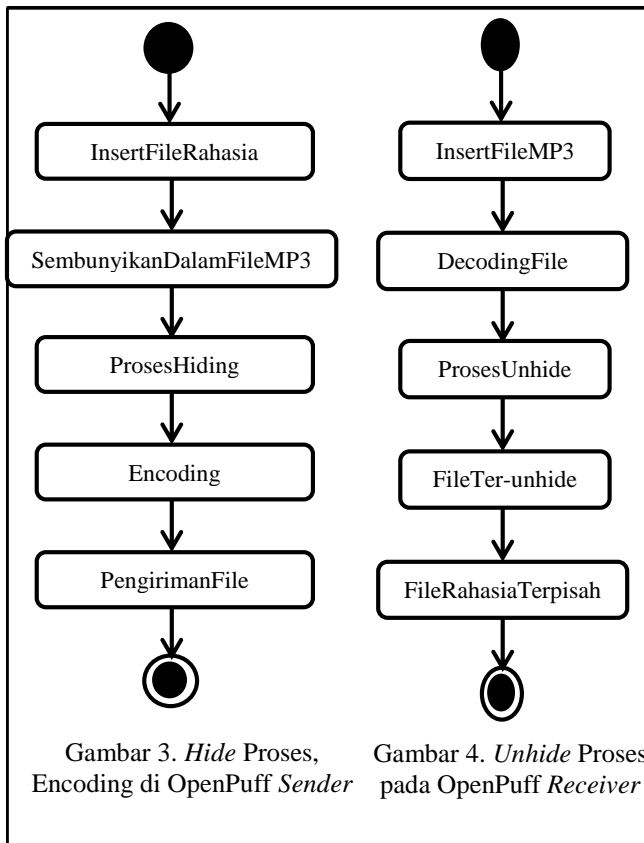 InsertFileRahasia
SembunyikanDalamFileMP3
ProsesHiding
Encoding
PengirimanFile
Gambar 3. Hide Proses,
Encoding di OpenPuff Sender
InsertFileMP3
DecodingFile
ProsesUnhide
FileTer-unhide
FileRahasiaTerpisah
Gambar 4. Unhide Proses
pada OpenPuff Receiver